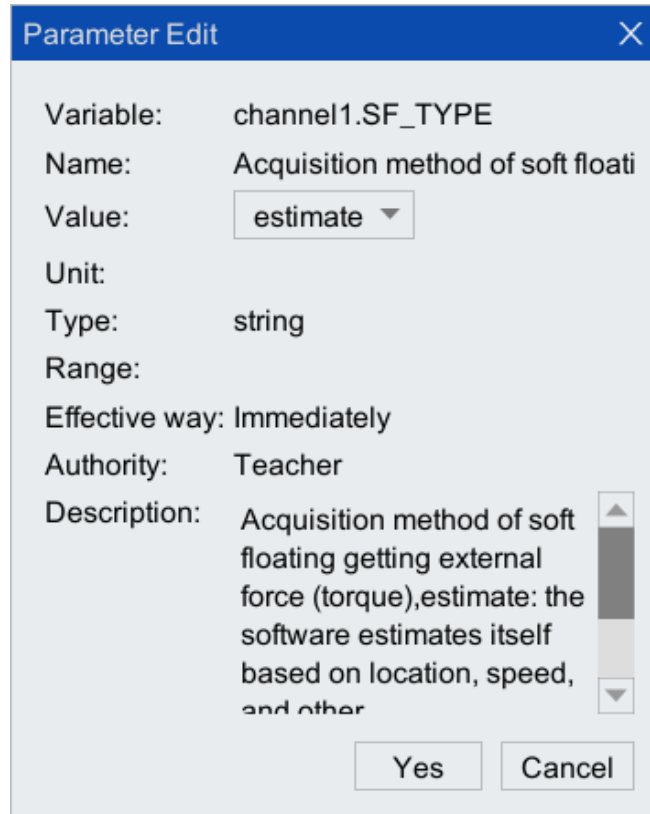 Parameter Edit
Variable: channel1.SF_TYPE
Name: Acquisition method of soft floati
Value: estimate
Unit:
Type: string
Range:
Effective way: Immediately
Authority: Teacher
Description: Acquisition method of soft
floating getting external
force (torque),estimate: the
software estimates itself
based on location, speed,
and other
Yes Cancel